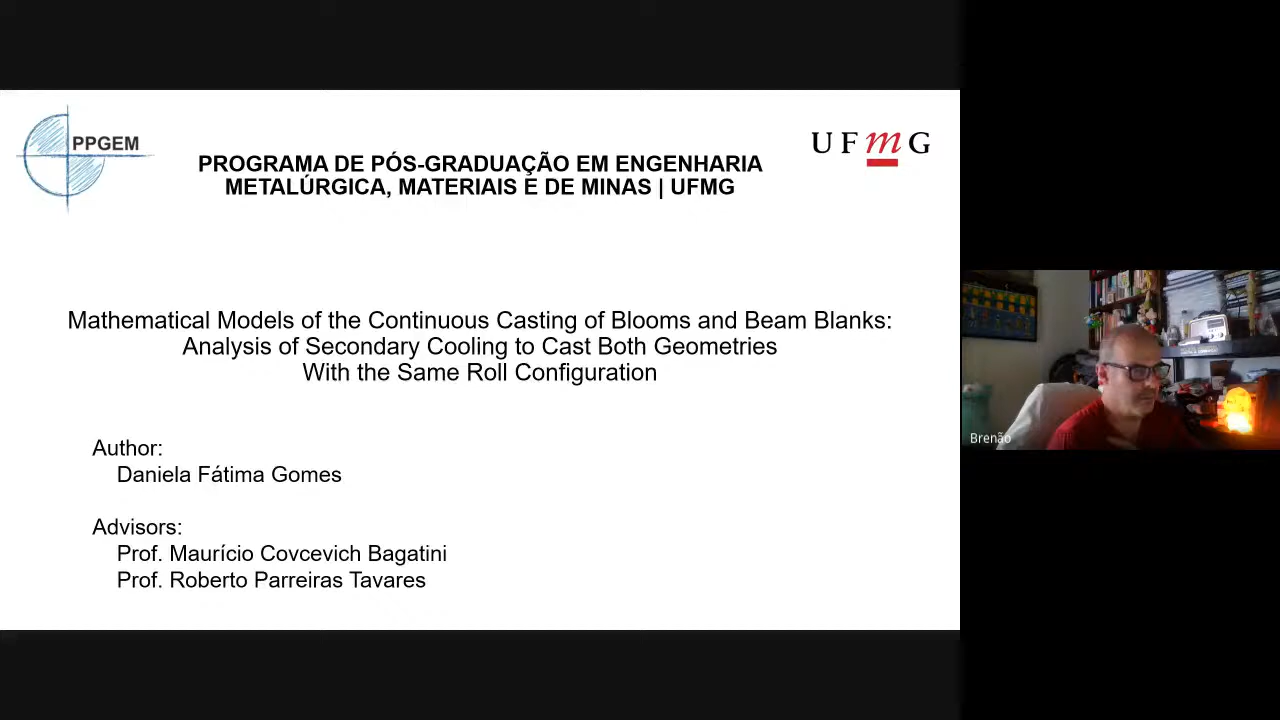 PPGEM
UFmG
PROGRAMA DE PÓS-GRADUAÇÃO EM ENGENHARIA
METALÚRGICA, MATERIAIS E DE MINAS | UFMG
Mathematical Models of the Continuous Casting of Blooms and Beam Blanks:
Analysis of Secondary Cooling to Cast Both Geometries
With the Same Roll Configuration
Author:
Daniela Fátima Gomes
Advisors:
Prof. Maurício Covcevich Bagatini
Prof. Roberto Parreiras Tavares
Brenão